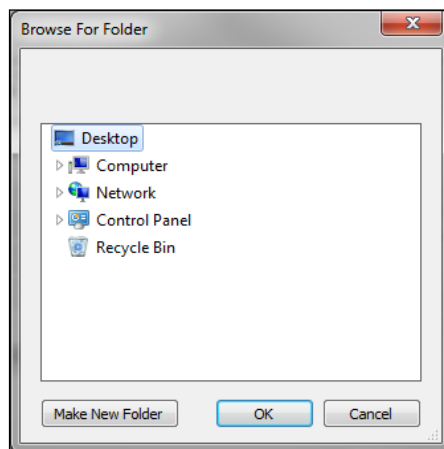 Browse For Folder
Desktop
Computer
Network
Control Panel
Recycle Bin
Make New Folder
OK
Cancel